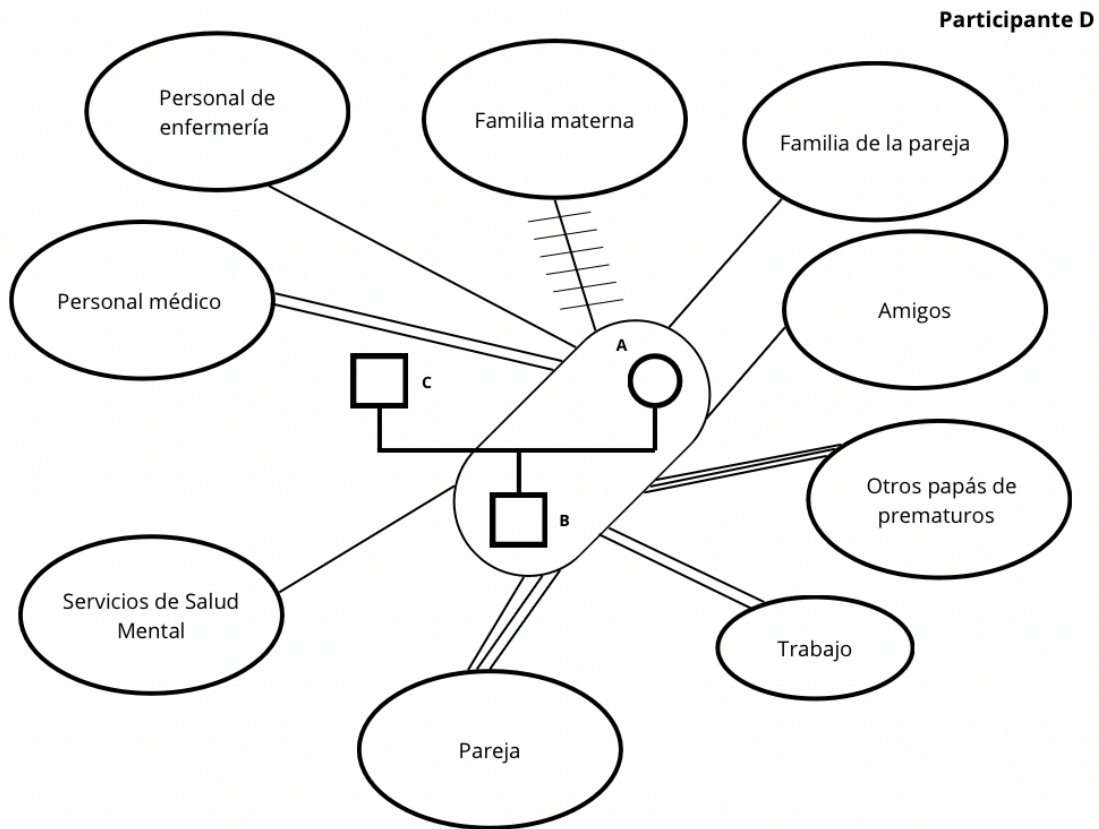 Participante D
Personal de
enfermería
Familia materna
Familia de la pareja
Personal médico
Amigos
A
C
B
Otros papás de
prematuros
Servicios de Salud
Mental
Trabajo
Pareja